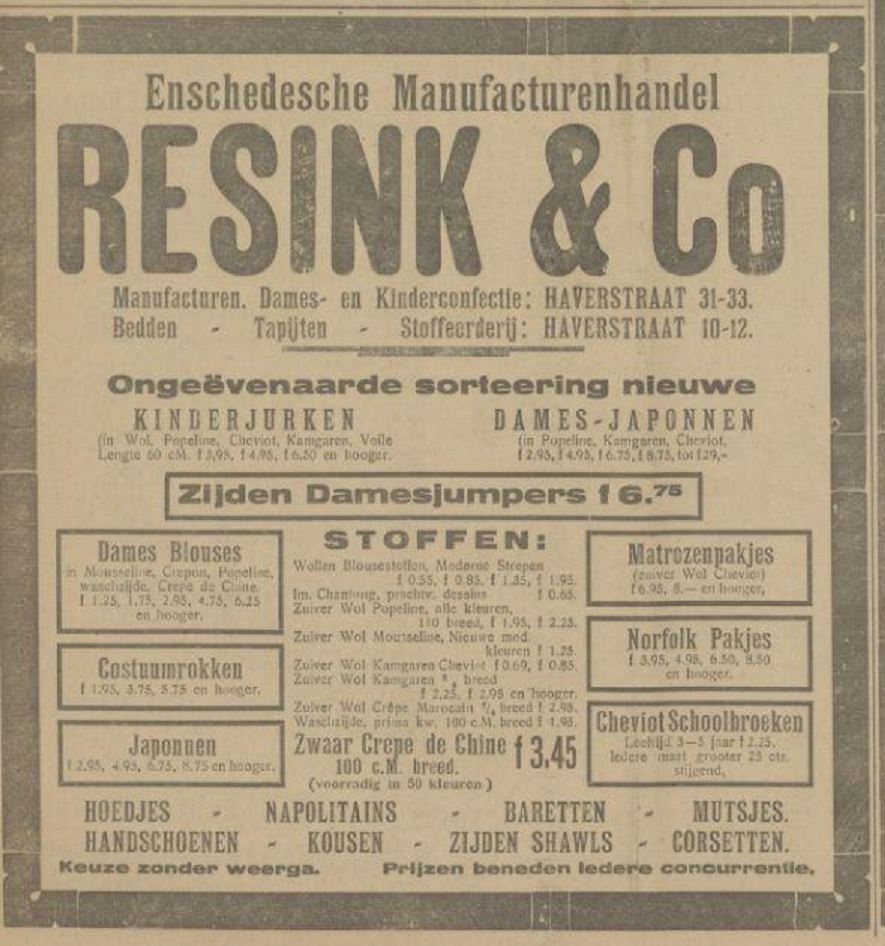 Enschedesche Manufacturenhandel
RESINK & Co
Manufacturen. Dames- en Kinderconfectie: HAVERSTRAAT 31-33.
Bedden - Tapijten - Stoffeerderij: HAVERSTRAAT 10-12.
Ongeëvenaarde sorteering nieuwe
KINDERJURKEN
(in Wol, Popeline, Cheviot, Kamgaren, Voile
Lengte 60 cM. f 3,95, f 4.95, f 6.50 en hooger.
DAMES-JAPONNEN
(in Popeline, Kamgaren, Cheviot.
f 2.95, f 4.95, f 6.75, f 8.75, tot f 29,-
Zijden Damesjumpers f 6.75
Dames Blouses
in Mousseline, Crepon, Popeline,
waschzijde, Crepe de Chine.
f 1.25, 1.75, 2.95, 4.75, 6.25
en hooger.
Costuumrokken
f 1.95, 3.75, 5.75 en hooger.
Japonnen
f 2.95, 4.95, 6.75, 8.75 en hooger.
STOFFEN:
Wollen Blousestoffen, Moderne Strepen
f 0.55, f 0.85, f 1.35, f 1.95.
Im. Chantung, prachtv. dessins f 0.65.
Zuiver Wol Popeline, alle kleuren,
110 breed, f 1.95, f 2.25.
Zuiver Wol Mousseline, Nieuwe mod.
kleuren f 1.25
Zuiver Wol Kamgaren Cheviot f 0.69, f 0.85.
Zuiver Wol Kamgaren breed
f 2,25, f 2.95 en hooger.
Zuiver Wol Crêpe Marocain breed f 2.95.
Waschzijde, prima kw. 100 c.M. breed f 1.95.
Zwaar Crepe de Chine f 3,45
100 c.M. breed.
(voorradig in 50 kleuren)
Matrozenpakjes
(zuiver Wol Cheviot)
f 6.95, 8.— en hooger,
Norfolk Pakjes
f 3.95, 4.95, 6.50, 8.50
en hooger.
Cheviot Schoolbroeken
Leeftijd 3—5 jaar f 2.25.
Iedere maat grooter 25 cts.
stijgend.
HOEDJES - NAPOLITAINS - BARETTEN - MUTSJES.
HANDSCHOENEN - KOUSEN - ZIJDEN SHAWLS - CORSETTEN.
Keuze zonder weerga. Prijzen beneden iedere concurrentie.